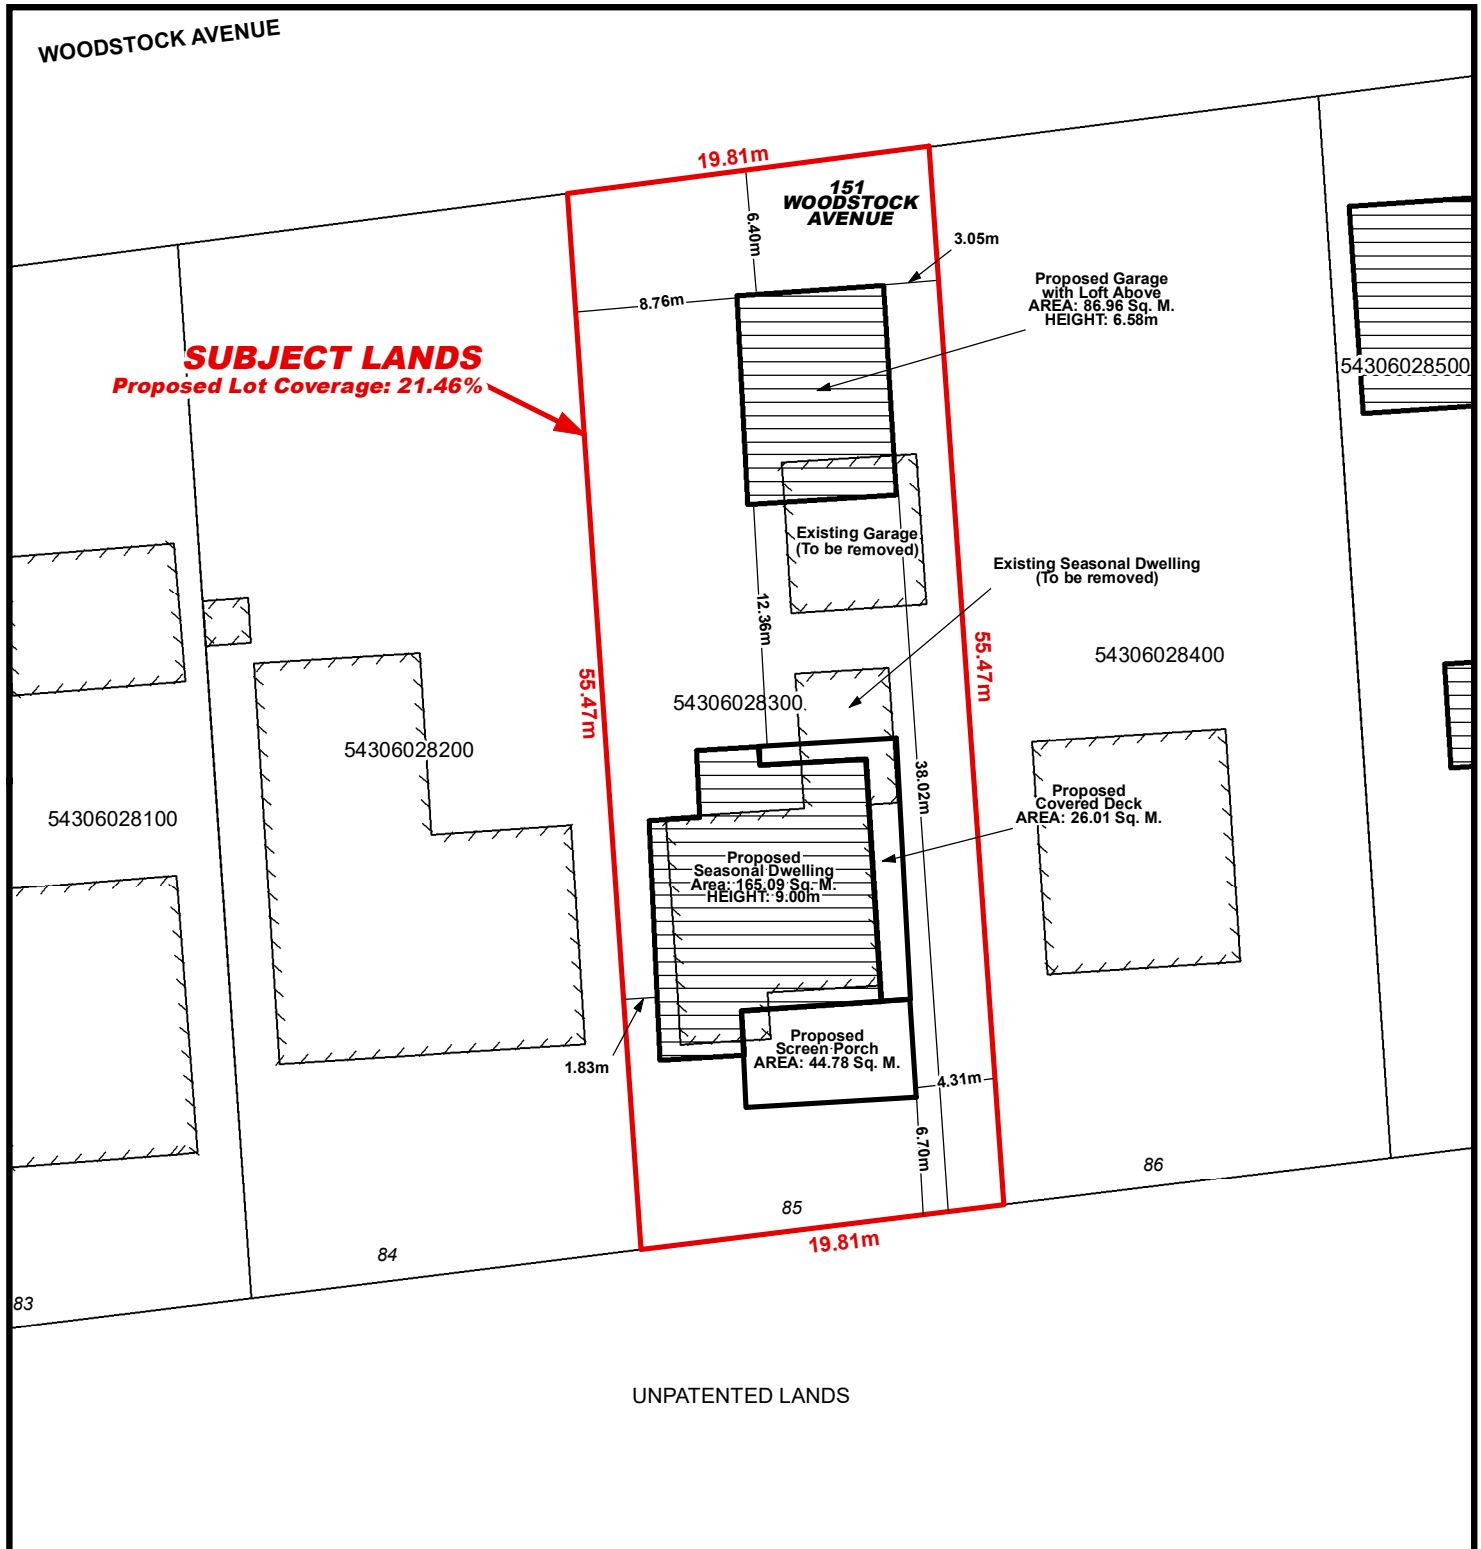 WOODSTOCK AVENUE
19.81m
151
WOODSTOCK
AVENUE
6.40m
3.05m
8.76m
Proposed Garage
with Loft Above
AREA: 86.96 Sq. M.
HEIGHT: 6.58m
SUBJECT LANDS
Proposed Lot Coverage: 21.46%
54306028500
Existing Garage
(To be removed)
Existing Seasonal Dwelling
(To be removed)
12.36m
55.47m
55.47m
54306028400
54306028300
54306028200
54306028100
38.02m
Proposed
Covered Deck
AREA: 26.01 Sq. M.
Proposed
Seasonal Dwelling
Area: 165.09 Sq. M.
HEIGHT: 9.00m
1.83m
Proposed
Screen Porch
AREA: 44.78 Sq. M.
4.31m
6.70m
86
85
19.81m
84
83
UNPATENTED LANDS